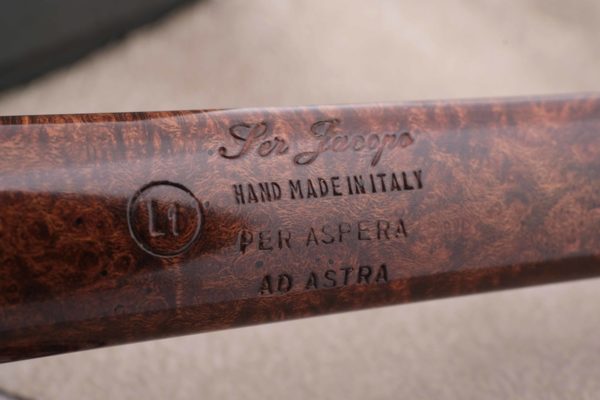 Ser Jacopo
HAND MADE IN ITALY
L1
PER ASPERA
AD ASTRA